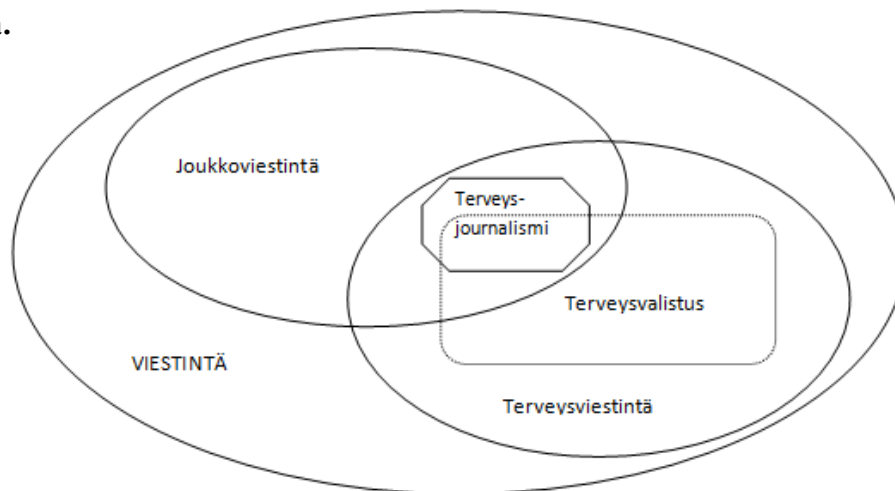 Joukkoviestintä
Terveys-
journalismi
Terveysvalistus
VIESTINTÄ
Terveysviestintä